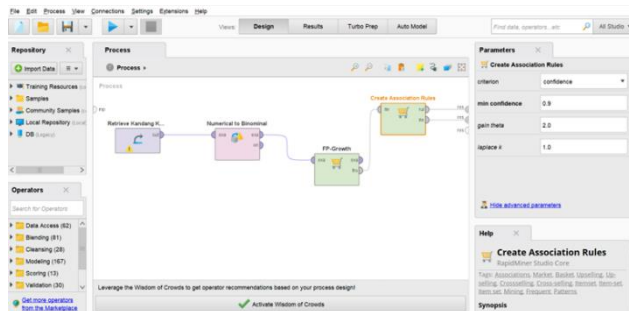 File Edit Process View Connections Settings Extensions Help
Views: Design Results Turbo Prep Auto Model
Find data, operators...etc All Studio
Repository
Import Data
Training Resources
Samples
Community Samples
Local Repository
DB (Legacy)
Operators
Search for Operators
Data Access (62)
Blending (81)
Cleansing (28)
Modeling (167)
Scoring (13)
Validation (30)
Get more operators
from the Marketplace
Process
Process
Process
Retrieve Kandang K...
Numerical to Binominal
FP-Growth
Create Association Rules
Leverage the Wisdom of Crowds to get operator recommendations based on your process design!
Activate Wisdom of Crowds
Parameters
Create Association Rules
criterion confidence
min confidence 0.9
gain theta 2.0
laplace k 1.0
Hide advanced parameters
Help
Create Association Rules
RapidMiner Studio Core
Tags: Associations, Market, Basket, Upselling, Up-
selling, Crossselling, Cross-selling, Itemset, Item-set,
Item set, Mining, Frequent, Patterns
Synopsis